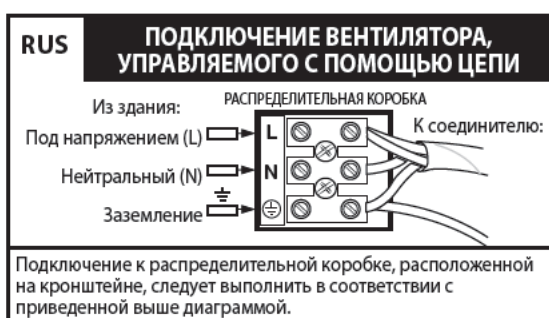 RUS
ПОДКЛЮЧЕНИЕ ВЕНТИЛЯТОРА,
УПРАВЛЯЕМОГО С ПОМОЩЬЮ ЦЕПИ
Из здания:
РАСПРЕДЕЛИТЕЛЬНАЯ КОРОБКА
Под напряжением (L)
L
К соединителю:
Нейтральный (N)
N
Заземление
Подключение к распределительной коробке, расположенной
на кронштейне, следует выполнить в соответствии с
приведенной выше диаграммой.